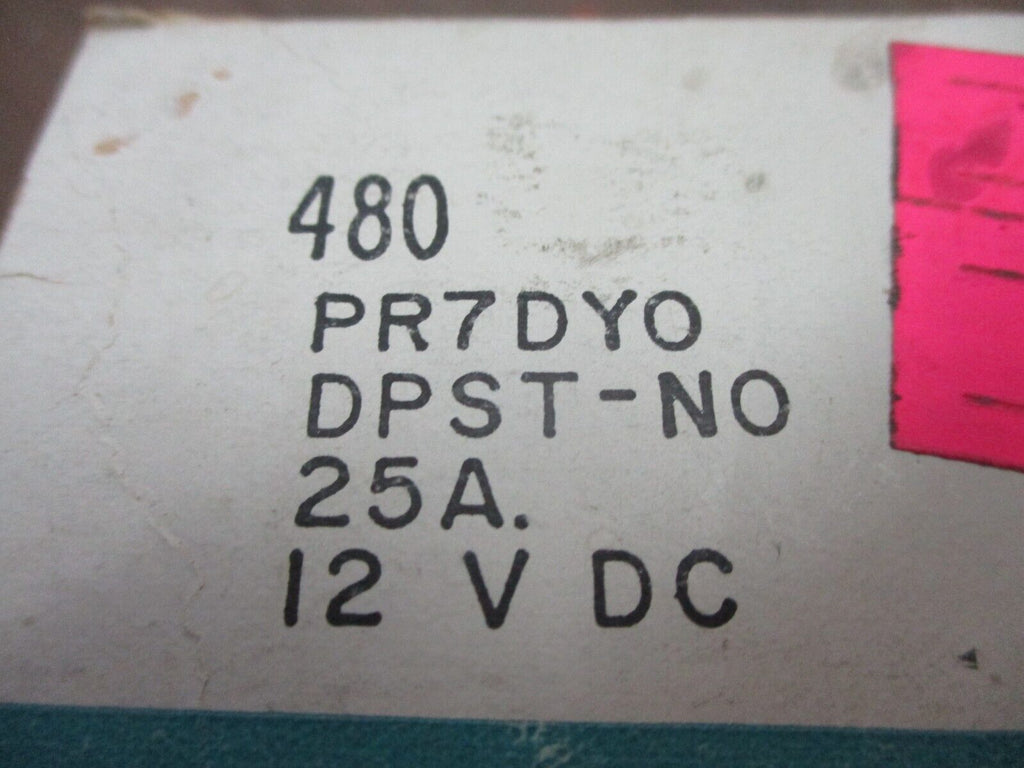 480
PR7DYO
DPST-NO
25A.
12 V DC